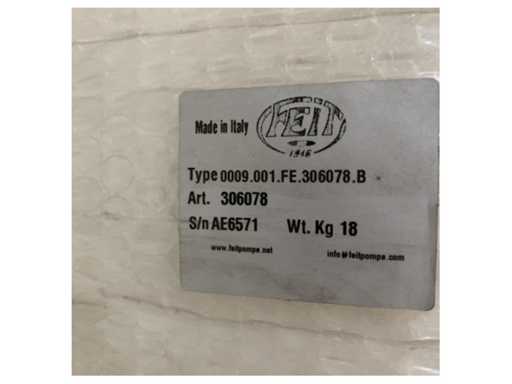 Made in Italy
FEIT
1946
Type 0009.001.FE.306078.B
Art. 306078
S/n AE6571 Wt. Kg 18
www.feitpompe.net info@feitpompe.com